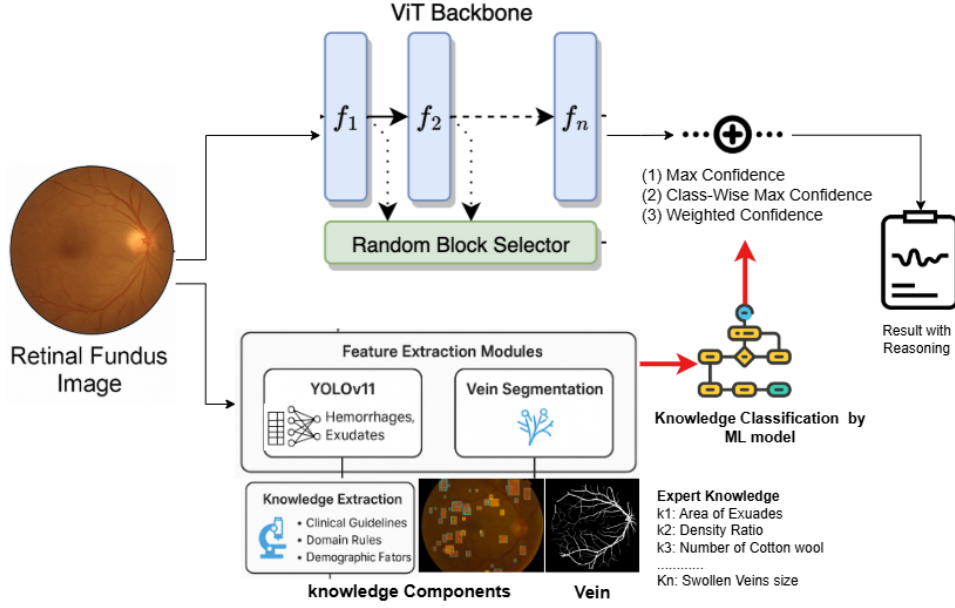 ViT Backbone
f1
f2
fn
Random Block Selector
(1) Max Confidence
(2) Class-Wise Max Confidence
(3) Weighted Confidence
Result with
Reasoning
Retinal Fundus
Image
Feature Extraction Modules
YOLOv11
Hemorrhages,
Exudates
Vein Segmentation
Knowledge Classification by
ML model
Knowledge Extraction
• Clinical Guidelines
• Domain Rules
• Demographic Fators
knowledge Components
Vein
Expert Knowledge
k1: Area of Exuades
k2: Density Ratio
k3: Number of Cotton wool
............
Kn: Swollen Veins size